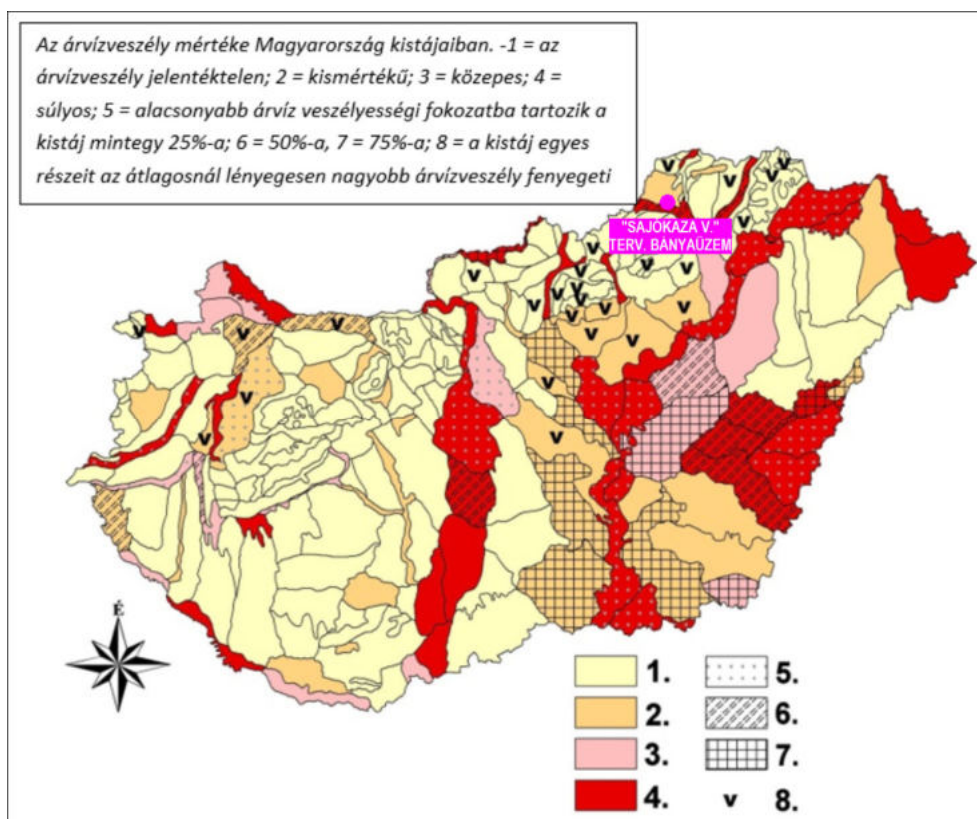 Az árvízveszély mértéke Magyarország kistájaiban. -1 = az
árvízveszély jelentéktelen; 2 = kismértékű; 3 = közepes; 4 =
súlyos; 5 = alacsonyabb árvíz veszélyességi fokozatba tartozik a
kistáj mintegy 25%-a; 6 = 50%-a, 7 = 75%-a; 8 = a kistáj egyes
részeit az átlagosnál lényegesen nagyobb árvízveszély fenyegeti
"SAJÓKAZA V."
TERV. BÁNYAÜZEM
É
1. 5.
2. 6.
3. 7.
4. v 8.